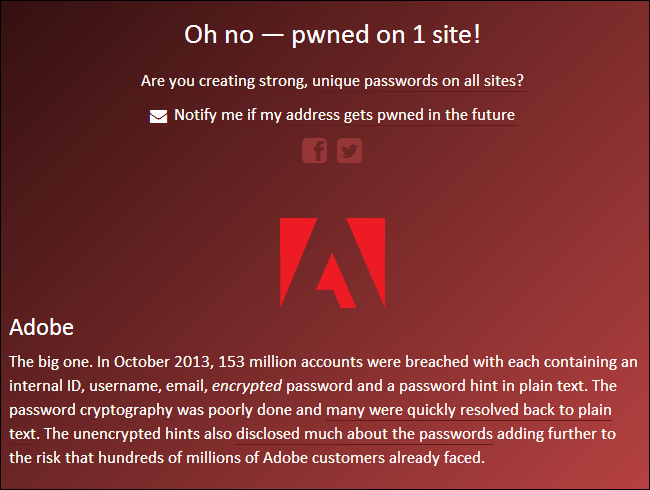 Oh no — pwned on 1 site!
Are you creating strong, unique passwords on all sites?
Notify me if my address gets pwned in the future
Adobe
The big one. In October 2013, 153 million accounts were breached with each containing an
internal ID, username, email, encrypted password and a password hint in plain text. The
password cryptography was poorly done and many were quickly resolved back to plain
text. The unencrypted hints also disclosed much about the passwords adding further to
the risk that hundreds of millions of Adobe customers already faced.